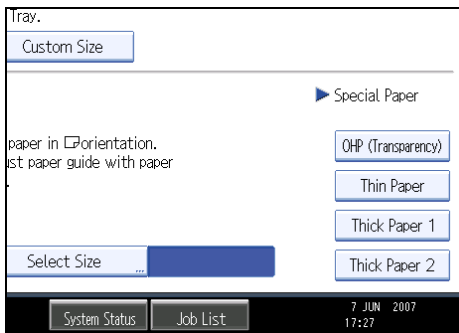 Tray.
Custom Size
Special Paper
paper in orientation.
ust paper guide with paper
.
OHP (Transparency)
Thin Paper
Thick Paper 1
Select Size ...
Thick Paper 2
System Status Job List
7 JUN 2007
17:27